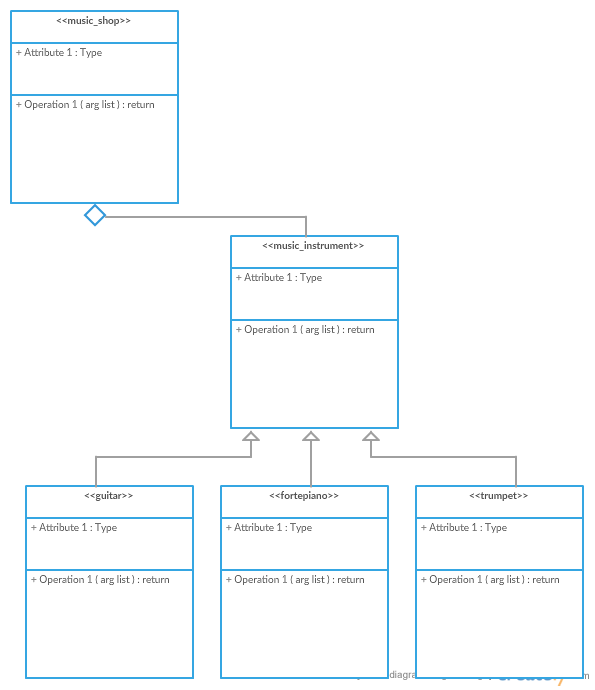 <<music_shop>>
+ Attribute 1 : Type
+ Operation 1 ( arg list ) : return
<<music_instrument>>
+ Attribute 1 : Type
+ Operation 1 ( arg list ) : return
<<guitar>>
+ Attribute 1 : Type
+ Operation 1 ( arg list ) : return
<<fortepiano>>
+ Attribute 1 : Type
+ Operation 1 ( arg list ) : return
<<trumpet>>
+ Attribute 1 : Type
+ Operation 1 ( arg list ) : return